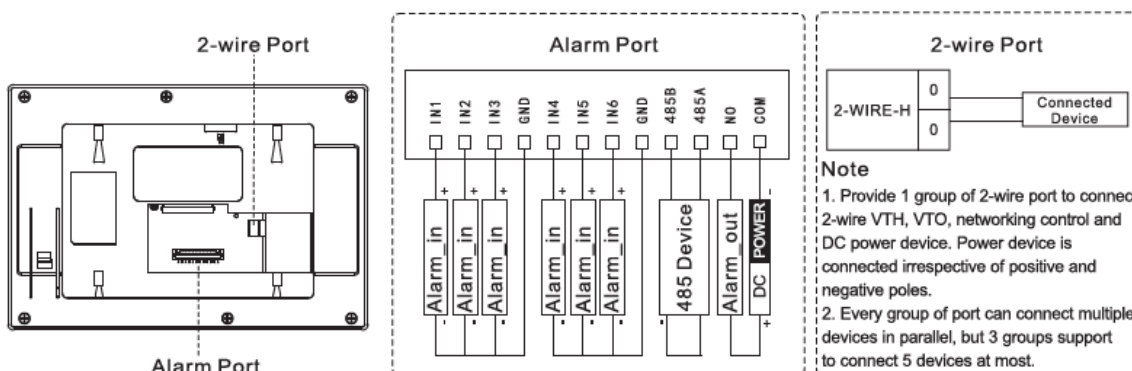 2-wire Port
Alarm Port
Alarm Port
IN1 IN2 IN3 GND IN4 IN5 IN6 GND 485B 485A NO COM
+ + + + + + -
Alarm_in Alarm_in Alarm_in Alarm_in Alarm_in Alarm_in 485 Device Alarm_out DC POWER
- - - - - - - +
2-wire Port
2-WIRE-H
0
0
Connected
Device
Note
1. Provide 1 group of 2-wire port to connec
2-wire VTH, VTO, networking control and
DC power device. Power device is
connected irrespective of positive and
negative poles.
2. Every group of port can connect multiple
devices in parallel, but 3 groups support
to connect 5 devices at most.